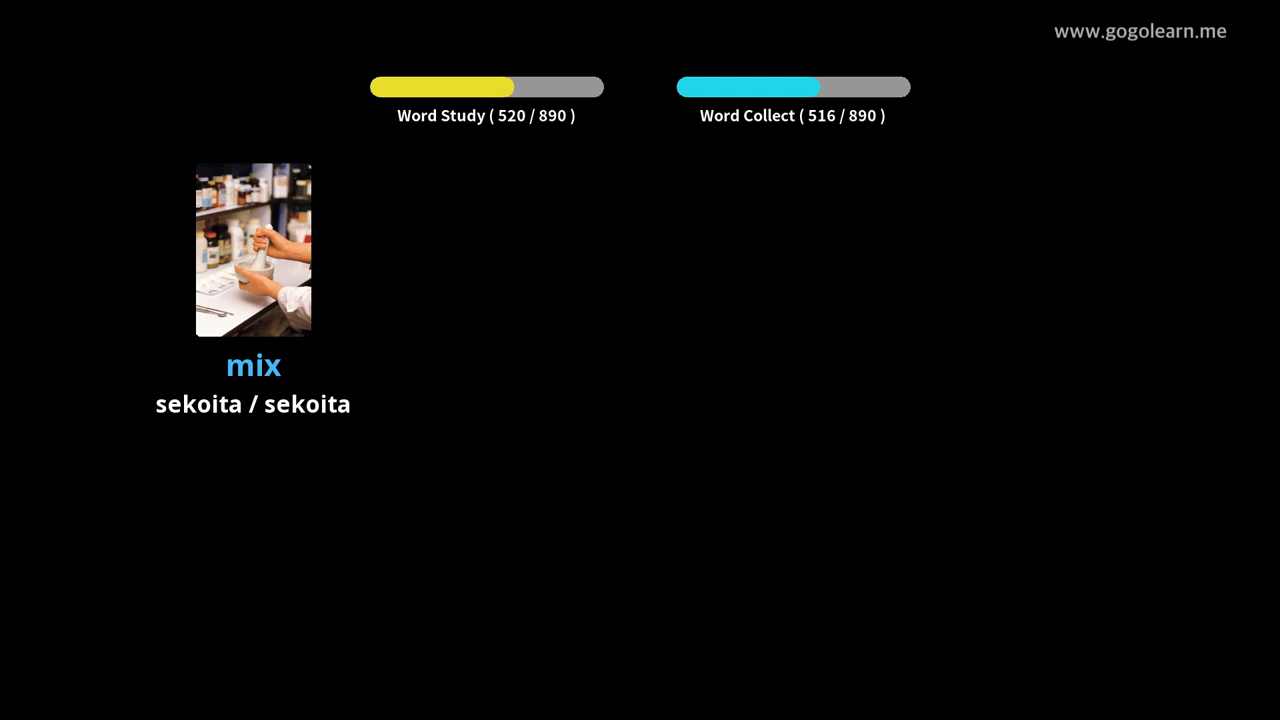 www.gogolearn.me
Word Study ( 520 / 890 )
Word Collect ( 516 / 890 )
mix
sekoita / sekoita